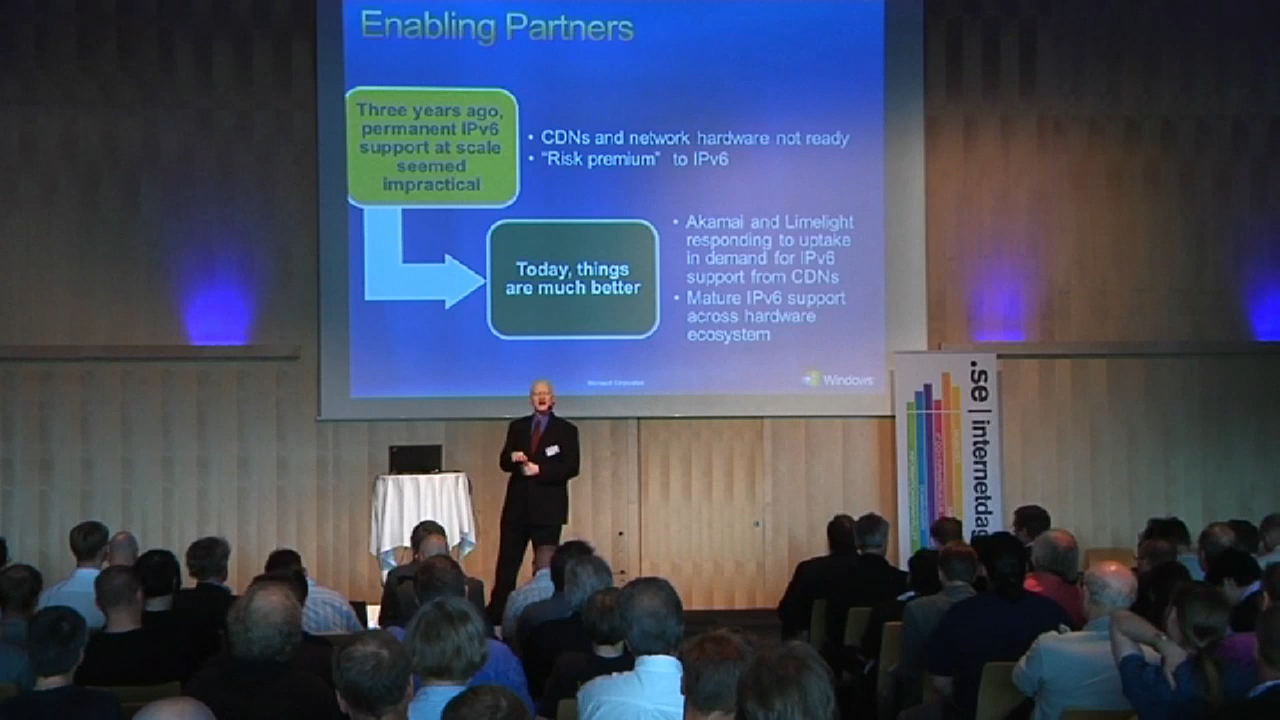 Enabling Partners
Three years ago,
permanent IPv6
support at scale
seemed
impractical
• CDNs and network hardware not ready
• “Risk premium” to IPv6
Today, things
are much better
• Akamai and Limelight
responding to uptake
in demand for IPv6
support from CDNs
• Mature IPv6 support
across hardware
ecosystem
Microsoft Corporation
Windows
.se | internetdag